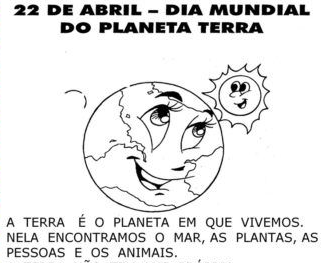 22 DE ABRIL – DIA MUNDIAL
DO PLANETA TERRA
A TERRA É O PLANETA EM QUE VIVEMOS.
NELA ENCONTRAMOS O MAR, AS PLANTAS, AS
PESSOAS E OS ANIMAIS.